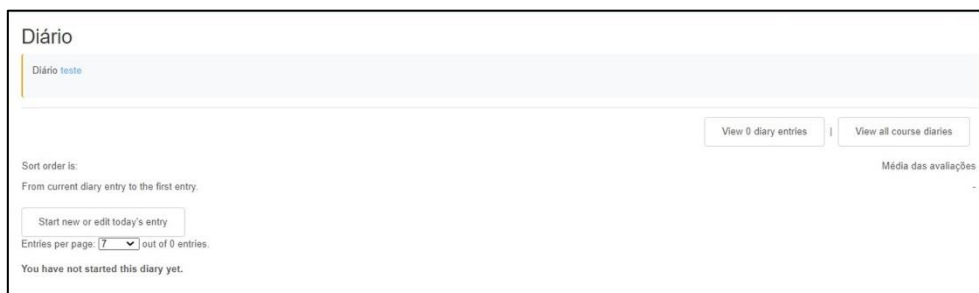 Diário
Diário teste
View 0 diary entries | View all course diaries
Sort order is: Média das avaliações
From current diary entry to the first entry. -
Start new or edit today's entry
Entries per page: 7 out of 0 entries.
You have not started this diary yet.